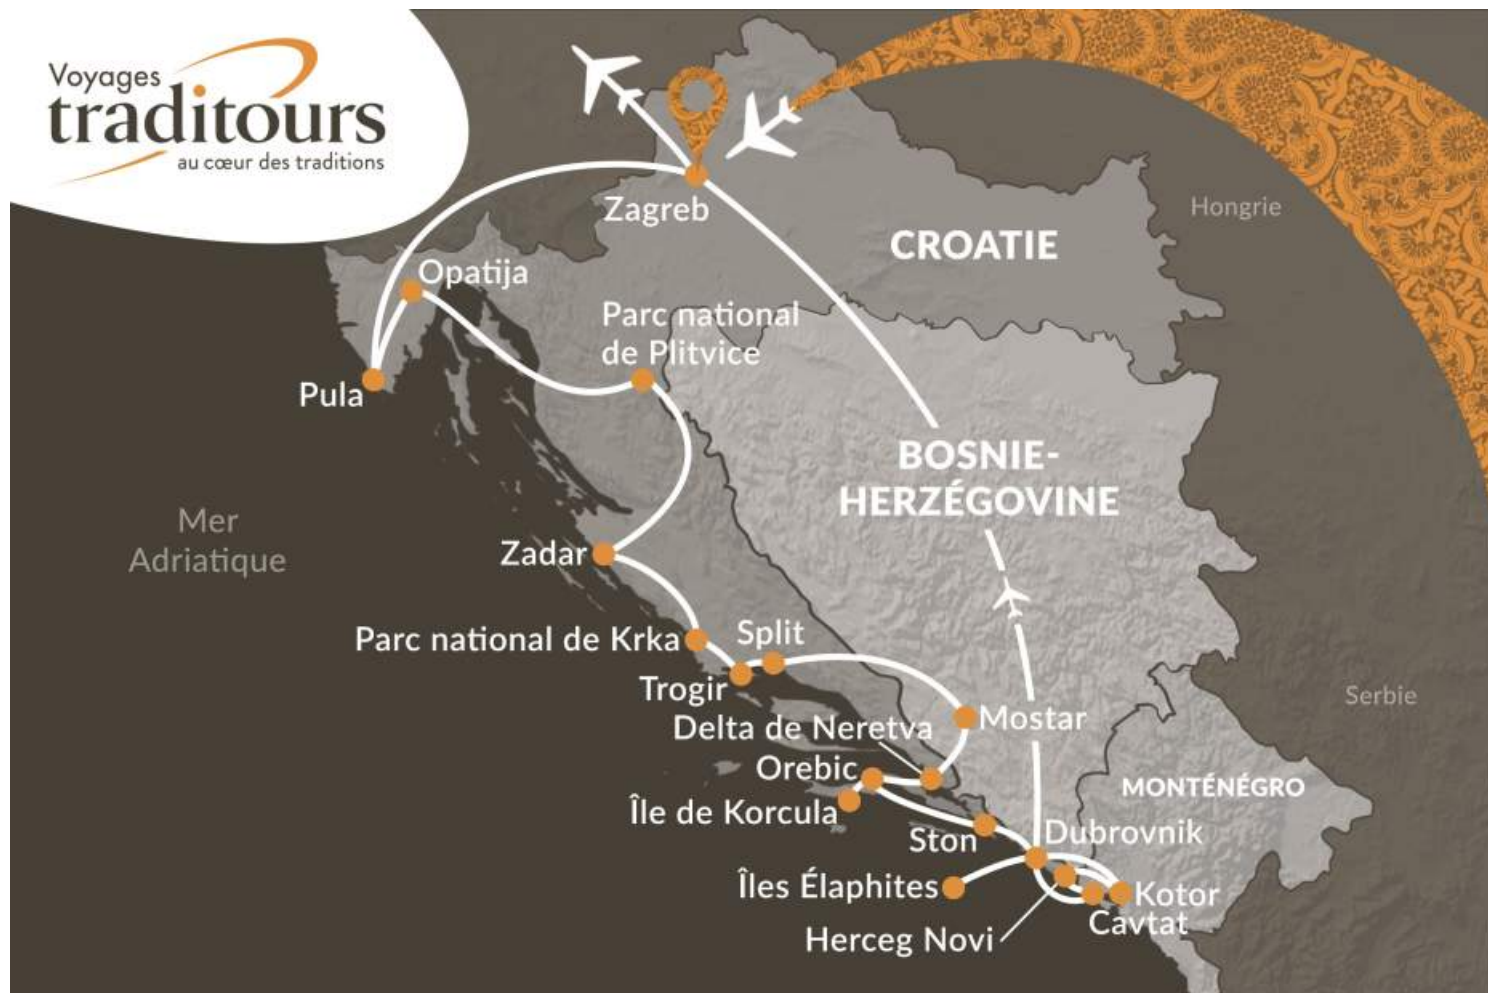 Voyages
traditours
au cœur des traditions
Zagreb
Hongrie
CROATIE
Opatija
Parc national
de Plitvice
Pula
BOSNIE-
HERZÉGOVINE
Mer
Adriatique
Zadar
Parc national de Krka
Split
Trogir
Serbie
Mostar
Delta de Neretva
Orebic
MONTÉNÉGRO
Île de Korcula
Ston
Dubrovnik
Îles Élaphites
Kotor
Cavtat
Herceg Novi